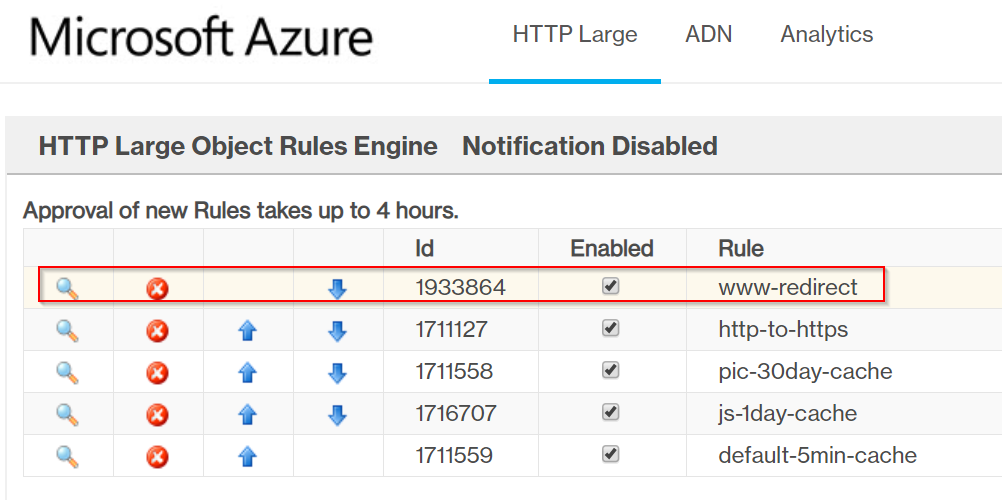 Microsoft Azure HTTP Large ADN Analytics
HTTP Large Object Rules Engine Notification Disabled
Approval of new Rules takes up to 4 hours.
Id Enabled Rule
1933864 www-redirect
1711127 http-to-https
1711558 pic-30day-cache
1716707 js-1day-cache
1711559 default-5min-cache